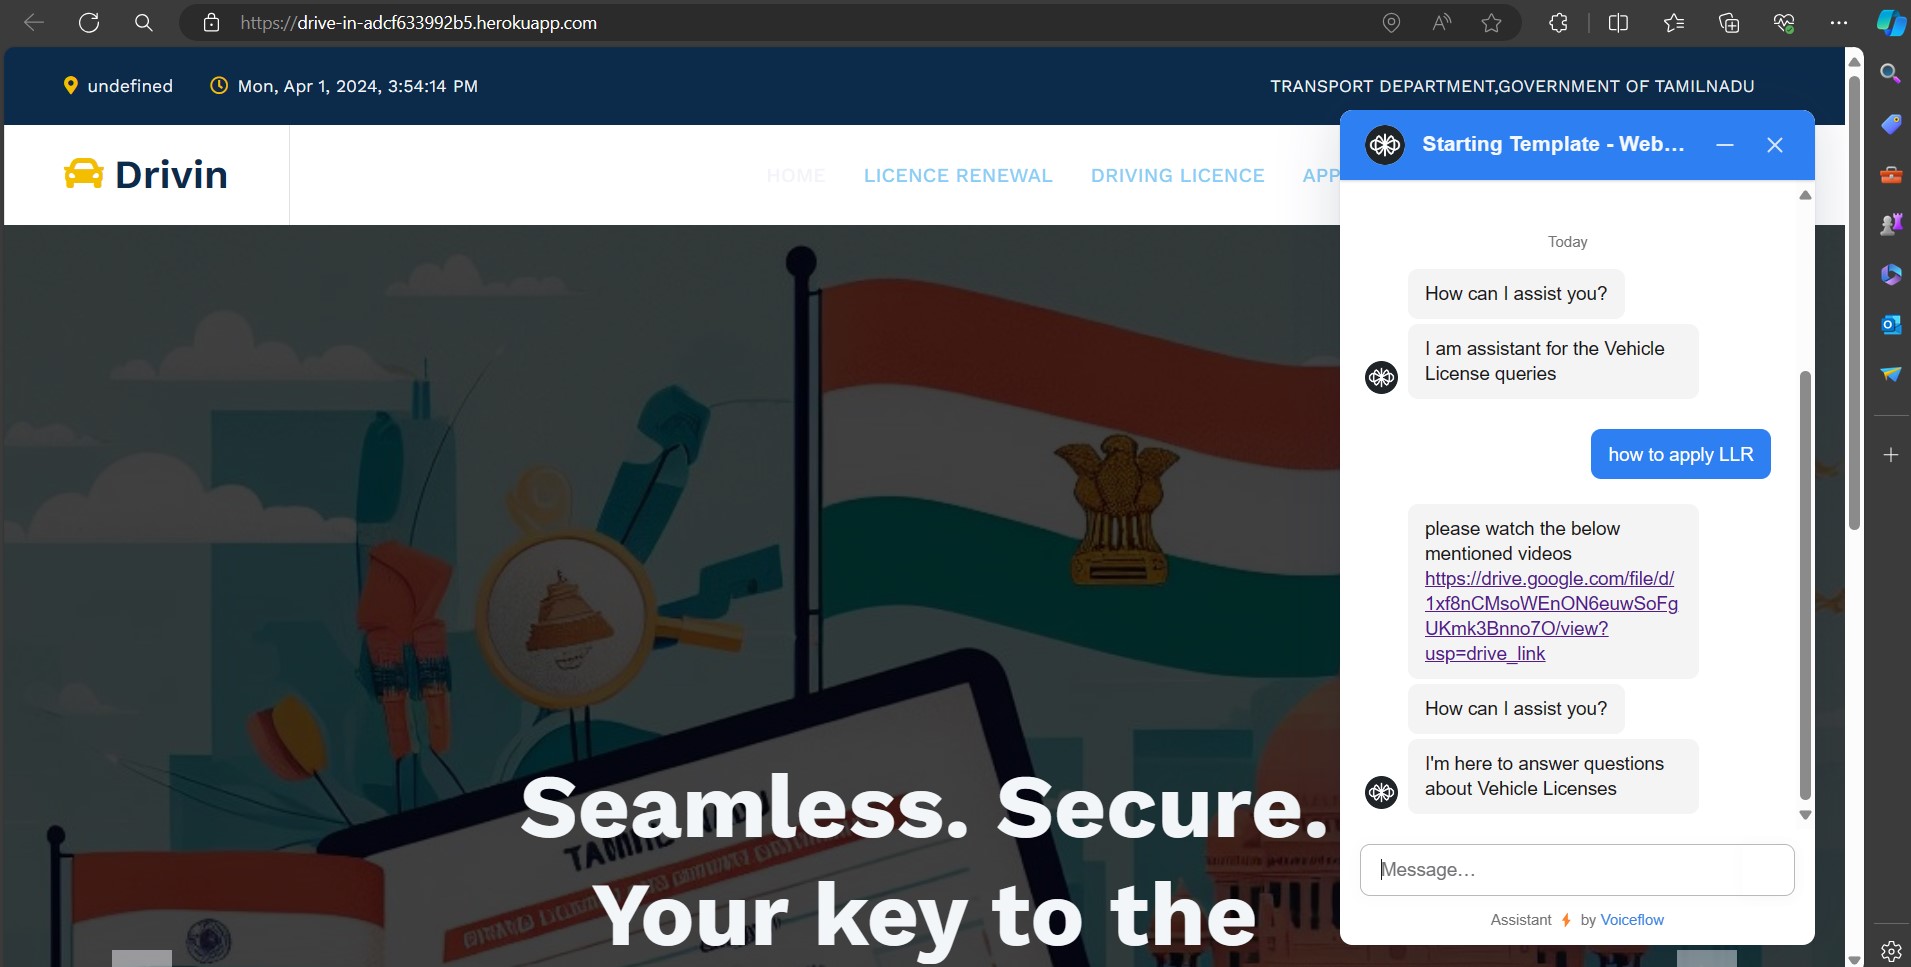 https://drive-in-adcf633992b5.herokuapp.com
undefined
Mon, Apr 1, 2024, 3:54:14 PM
TRANSPORT DEPARTMENT,GOVERNMENT OF TAMILNADU
Drivin
HOME
LICENCE RENEWAL
DRIVING LICENCE
APP
Seamless. Secure.
Your key to the
Starting Template - Web...
Today
How can I assist you?
I am assistant for the Vehicle
License queries
how to apply LLR
please watch the below
mentioned videos
https://drive.google.com/file/d/
1xf8nCMsoWEnON6euwSoFg
UKmk3Bnno7O/view?
usp=drive_link
How can I assist you?
I'm here to answer questions
about Vehicle Licenses
Message...
Assistant by Voiceflow